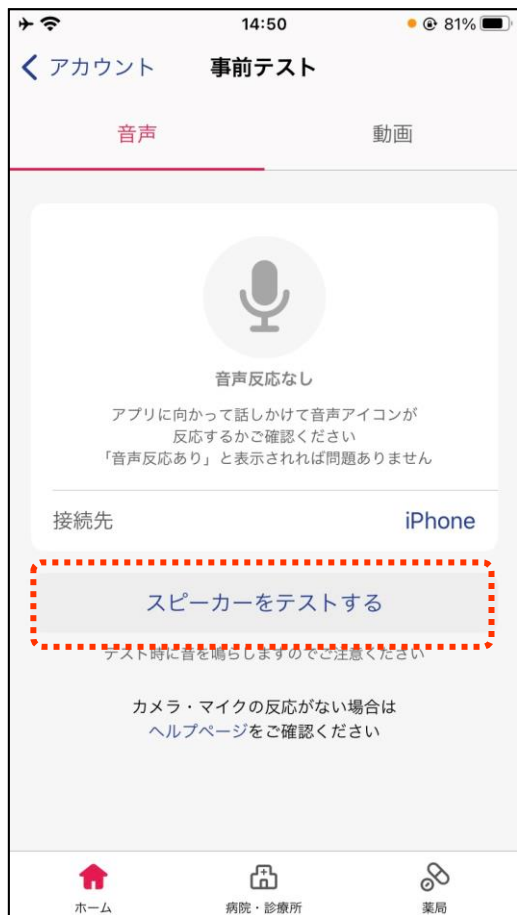 14:50
81%
アカウント
事前テスト
音声
動画
音声反応なし
アプリに向かって話しかけて音声アイコンが
反応するかご確認ください
「音声反応あり」と表示されれば問題ありません
接続先
iPhone
スピーカーをテストする
テスト時に音を鳴らしますのでご注意ください
カメラ・マイクの反応がない場合は
ヘルプページをご確認ください
ホーム
病院・診療所
薬局